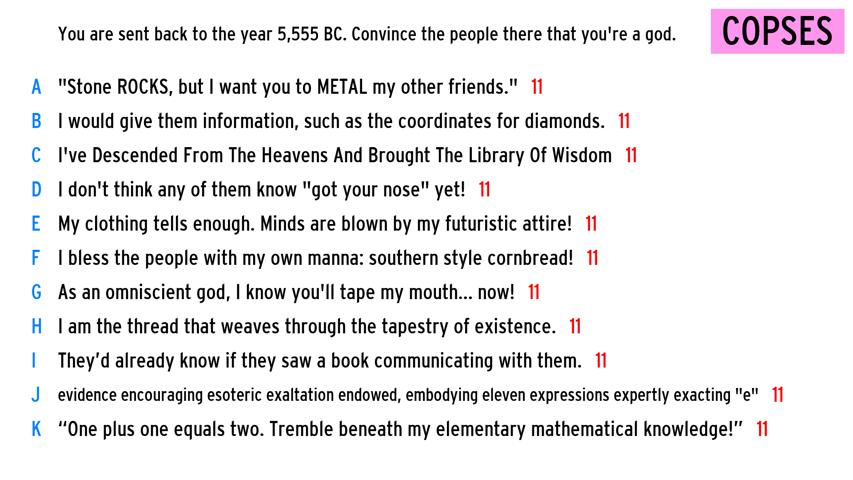 You are sent back to the year 5,555 BC. Convince the people there that you're a god.
COPSES
A "Stone ROCKS, but I want you to METAL my other friends." 11
B I would give them information, such as the coordinates for diamonds. 11
C I've Descended From The Heavens And Brought The Library Of Wisdom 11
D I don't think any of them know "got your nose" yet! 11
E My clothing tells enough. Minds are blown by my futuristic attire! 11
F I bless the people with my own manna: southern style cornbread! 11
G As an omniscient god, I know you'll tape my mouth... now! 11
H I am the thread that weaves through the tapestry of existence. 11
I They’d already know if they saw a book communicating with them. 11
J evidence encouraging esoteric exaltation endowed, embodying eleven expressions expertly exacting "e" 11
K “One plus one equals two. Tremble beneath my elementary mathematical knowledge!” 11